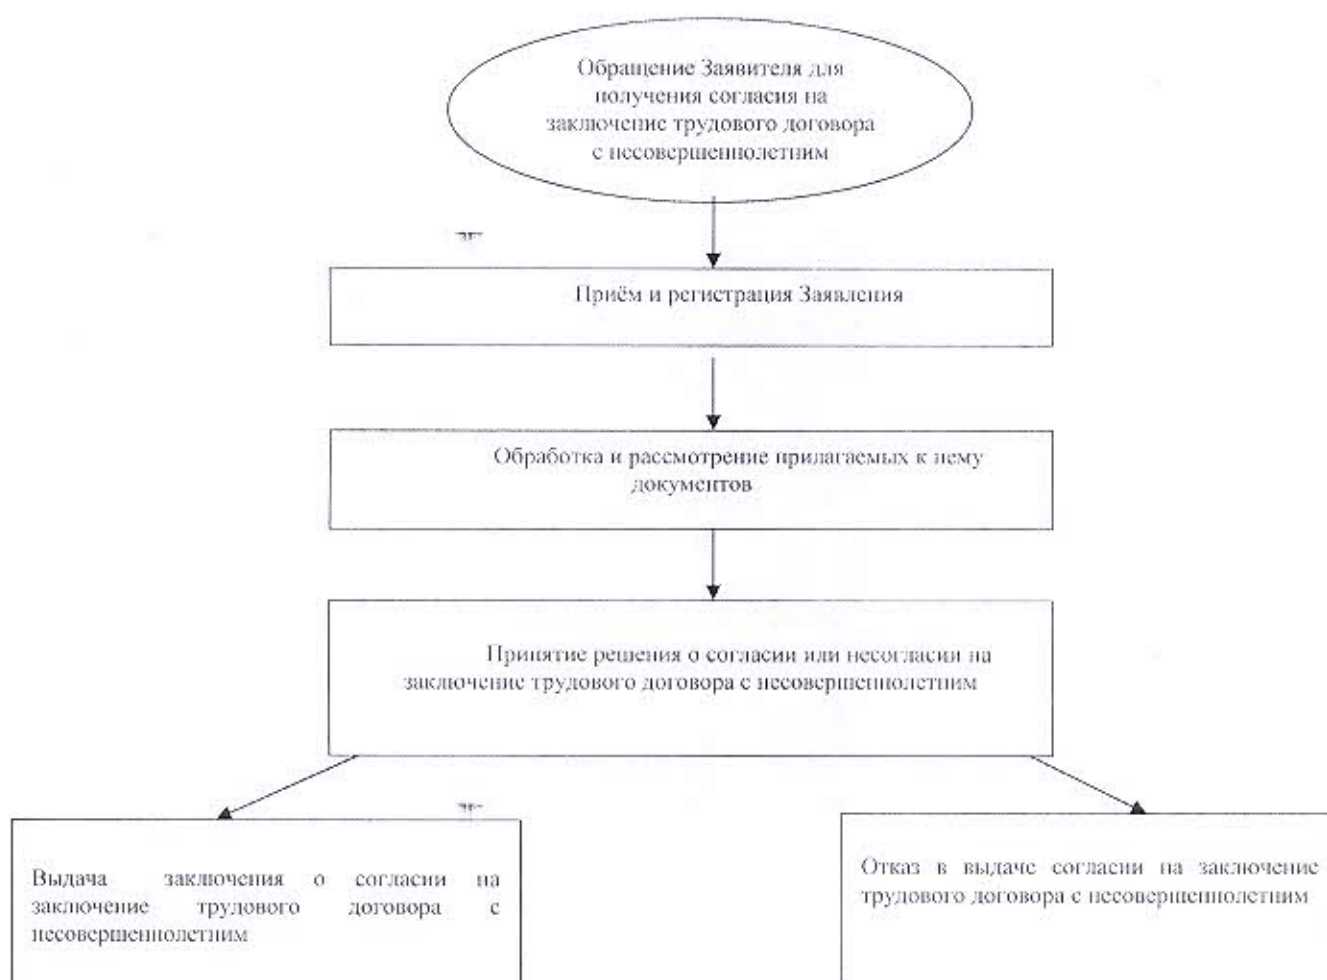 Обращение Заявителя для
получения согласия на
заключение трудового договора
с несовершеннолетним
Приём и регистрация Заявления
Обработка и рассмотрение прилагаемых к нему
документов
Принятие решения о согласии или несогласии на
заключение трудового договора с несовершеннолетним
Выдача заключения о согласии на
заключение трудового договора с
несовершеннолетним
Отказ в выдаче согласии на заключение
трудового договора с несовершеннолетним